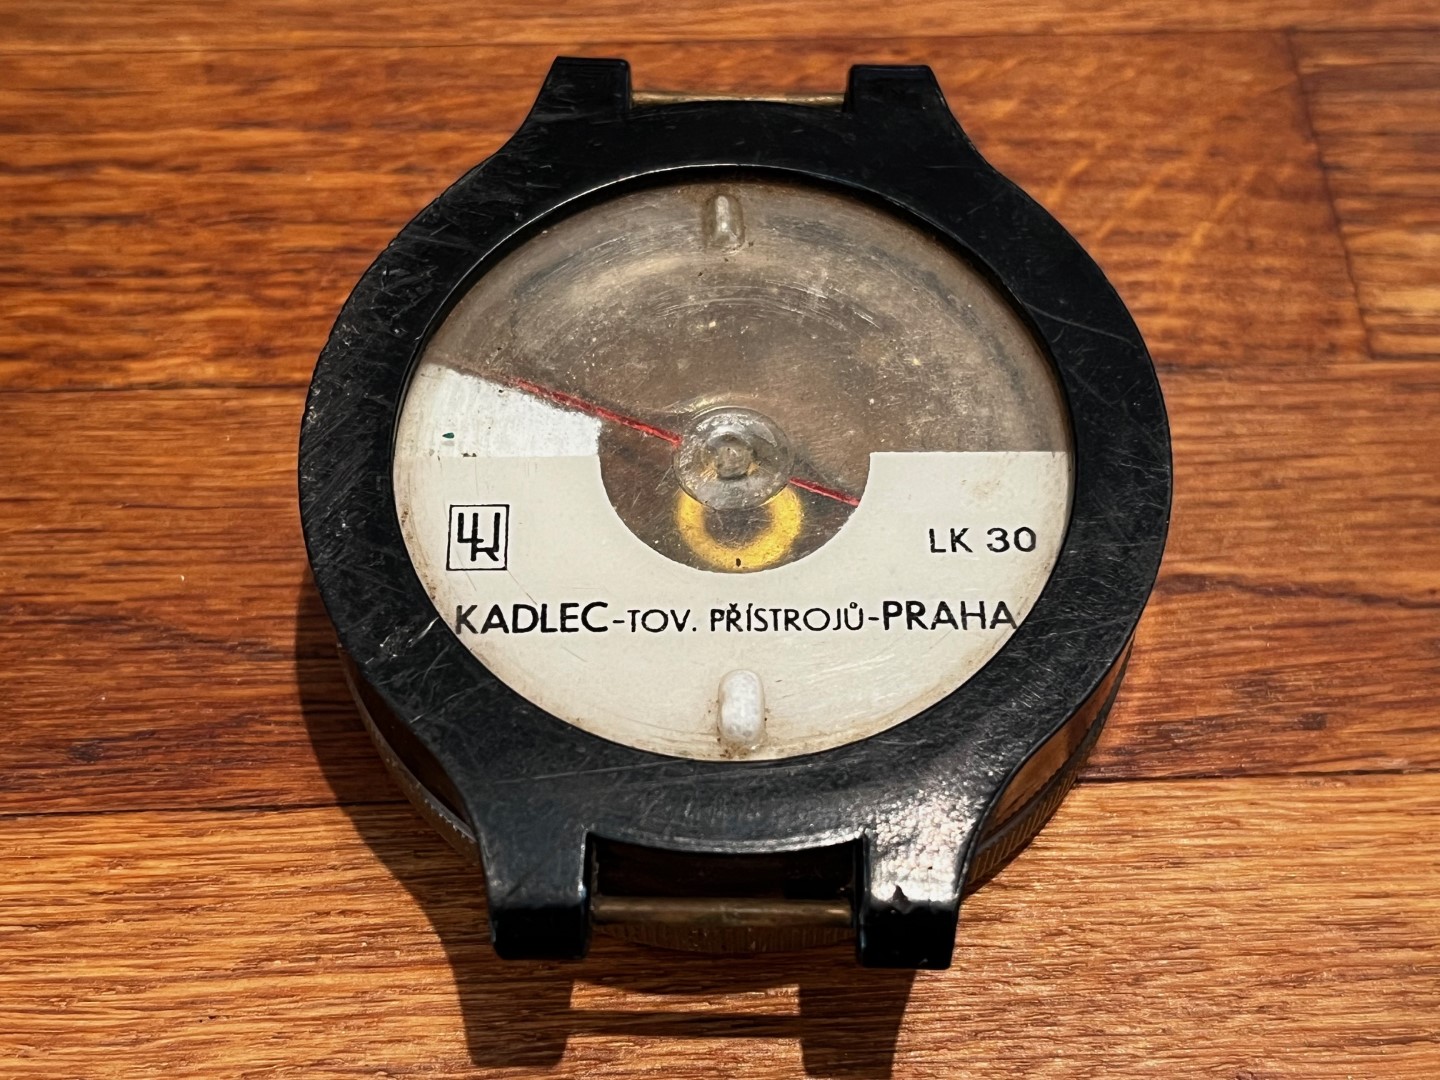 LK 30
KADLEC-TOV. PŘÍSTROJŮ-PRAHA